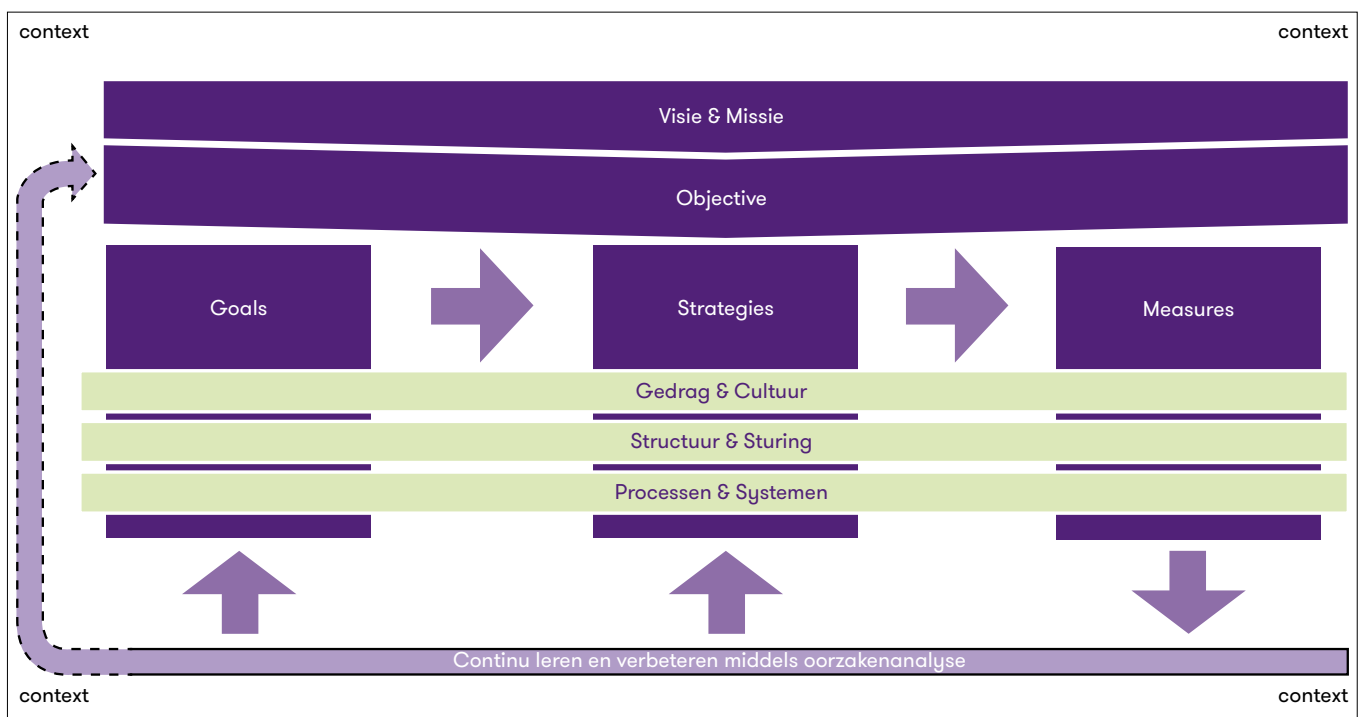 context
context
Visie & Missie
Objective
Goals
Strategies
Measures
Gedrag & Cultuur
Structuur & Sturing
Processen & Systemen
Continu leren en verbeteren middels oorzakenanalyse
context
context